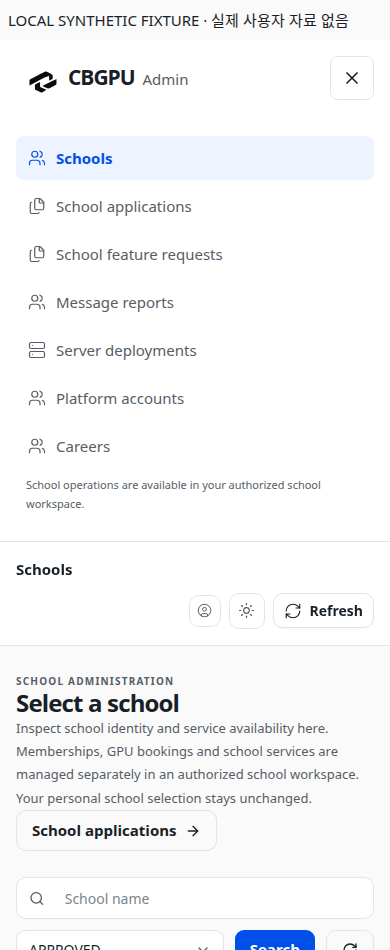 LOCAL SYNTHETIC FIXTURE · 실제 사용자 자료 없음
CBGPU Admin
Schools
School applications
School feature requests
Message reports
Server deployments
Platform accounts
Careers
School operations are available in your authorized school
workspace.
Schools
Refresh
SCHOOL ADMINISTRATION
Select a school
Inspect school identity and service availability here.
Memberships, GPU bookings and school services are
managed separately in an authorized school workspace.
Your personal school selection stays unchanged.
School applications
School name
APPROVED Search